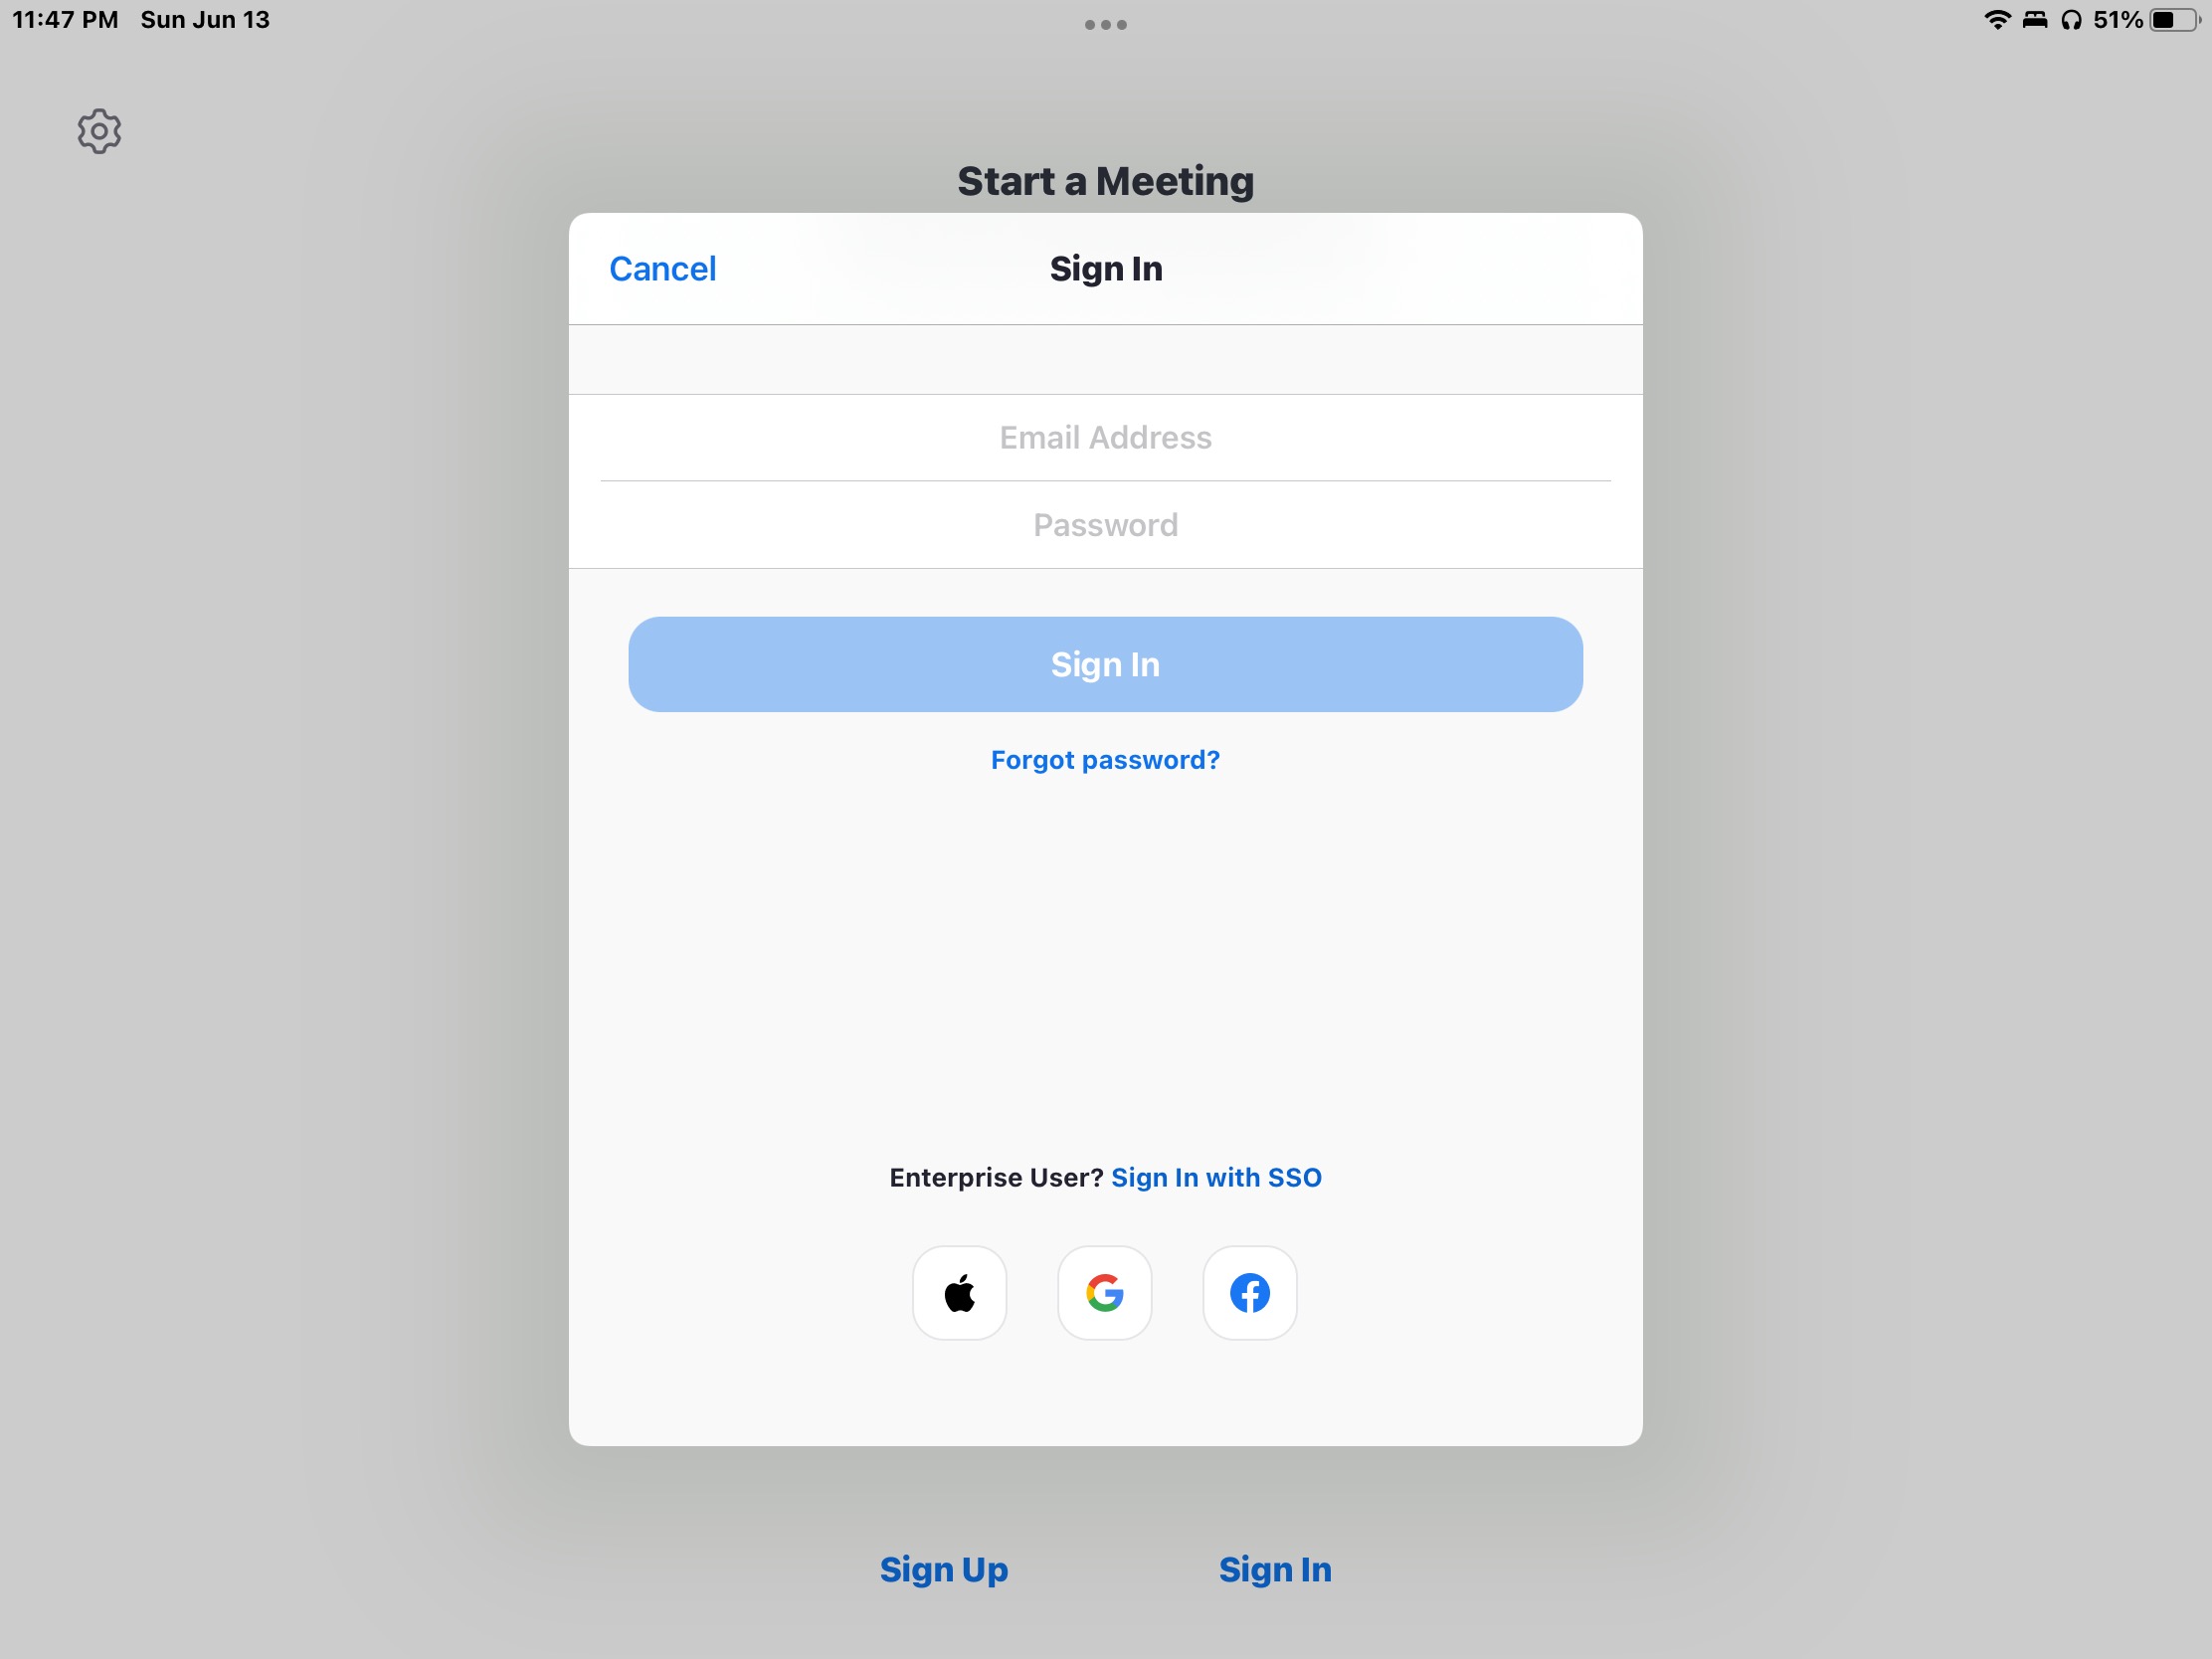 11:47 PM Sun Jun 13 51%
Start a Meeting
Cancel Sign In
Email Address
Password
Sign In
Forgot password?
Enterprise User? Sign In with SSO
Sign Up Sign In